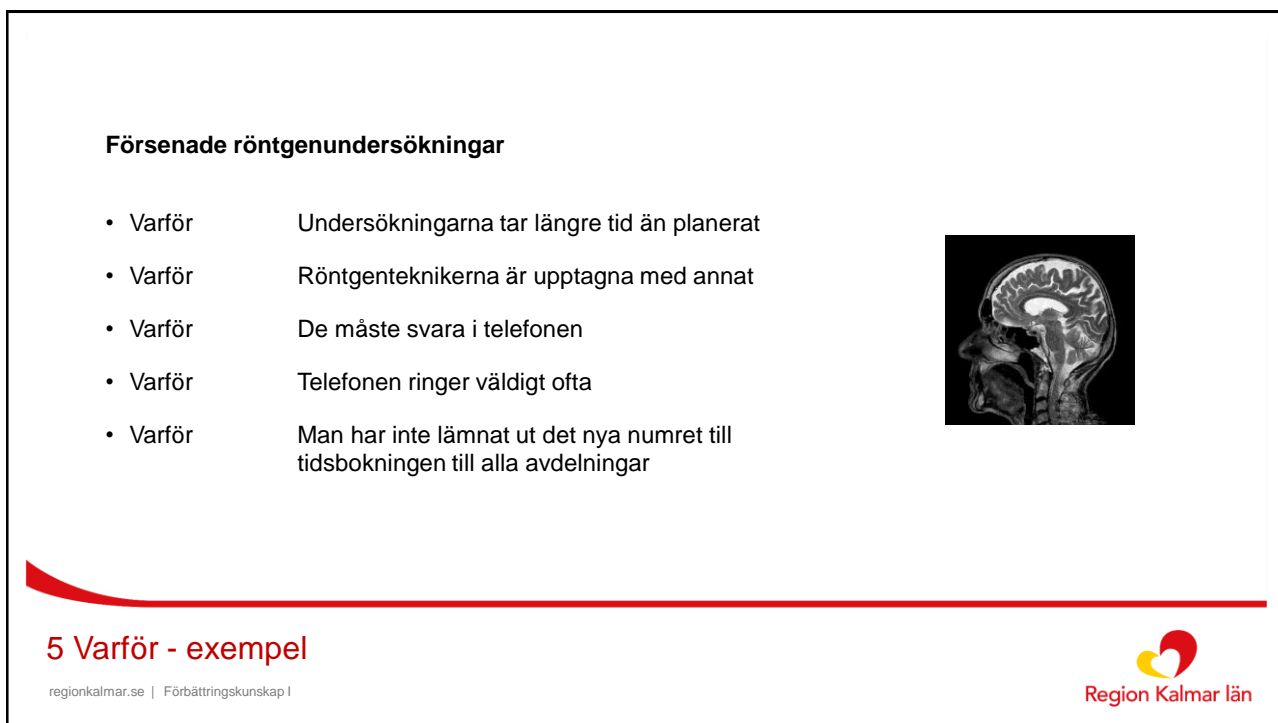 Försenade röntgenundersökningar
• Varför Undersökningarna tar längre tid än planerat
• Varför Röntgenteknikerna är upptagna med annat
• Varför De måste svara i telefonen
• Varför Telefonen ringer väldigt ofta
• Varför Man har inte lämnat ut det nya numret till
tidsbokningen till alla avdelningar
5 Varför - exempel
regionkalmar.se | Förbättringskunskap I
Region Kalmar län